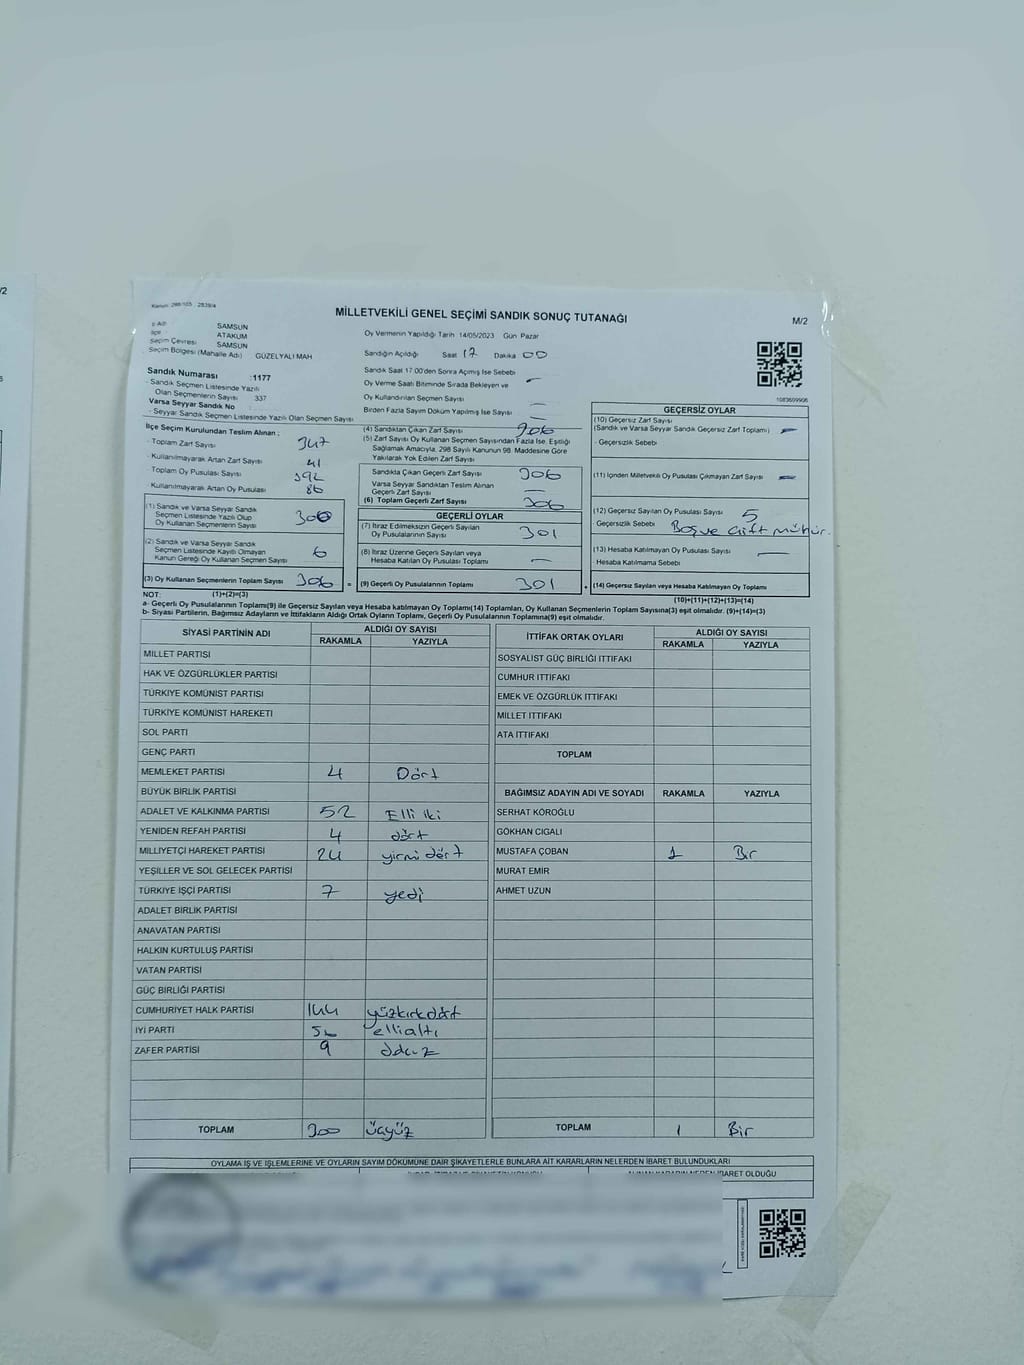 /2
Kanun: 298/105 : 2839/4
MİLLETVEKİLİ GENEL SEÇİMİ SANDIK SONUÇ TUTANAĞI
M/2
İl Adı SAMSUN
İlçe ATAKUM
Seçim Çevresi SAMSUN
Seçim Bölgesi (Mahalle Adı) GÜZELYALI MAH
Oy Vermenin Yapıldığı Tarih 14/05/2023 Gün Pazar
Sandığın Açıldığı Saat 17 Dakika 00
Sandık Saat 17.00'den Sonra Açılmış İse Sebebi
Oy Verme Saati Bitiminde Sırada Bekleyen ve
Oy Kullandırılan Seçmen Sayısı
Birden Fazla Sayım Döküm Yapılmış İse Sayısı
Sandık Numarası :1177
- Sandık Seçmen Listesinde Yazılı
Olan Seçmenlerin Sayısı 337
Varsa Seyyar Sandık No
- Seyyar Sandık Seçmen Listesinde Yazılı Olan Seçmen Sayısı
İlçe Seçim Kurulundan Teslim Alınan ;
- Toplam Zarf Sayısı 347
- Kullanılmayarak Artan Zarf Sayısı 41
- Toplam Oy Pusulası Sayısı 392
- Kullanılmayarak Artan Oy Pusulası 86
(1) Sandık ve Varsa Seyyar Sandık
Seçmen Listesinde Yazılı Olup
Oy Kullanan Seçmenlerin Sayısı 300
(2) Sandık ve Varsa Seyyar Sandık
Seçmen Listesinde Kayıtlı Olmayan
Kanun Gereği Oy Kullanan Seçmen Sayısı 6
(3) Oy Kullanan Seçmenlerin Toplam Sayısı 306 =
(4) Sandıktan Çıkan Zarf Sayısı 306
(5) Zarf Sayısı Oy Kullanan Seçmen Sayısından Fazla İse, Eşitliği
Sağlamak Amacıyla, 298 Sayılı Kanunun 98. Maddesine Göre
Yakılarak Yok Edilen Zarf Sayısı
Sandıkta Çıkan Geçerli Zarf Sayısı 306
Varsa Seyyar Sandıktan Teslim Alınan
Geçerli Zarf Sayısı —
(6) Toplam Geçerli Zarf Sayısı 306
GEÇERLİ OYLAR
(7) İtiraz Edilmeksizin Geçerli Sayılan
Oy Pusulalarının Sayısı 301
(8) İtiraz Üzerine Geçerli Sayılan veya
Hesaba Katılan Oy Pusulası Toplamı —
(9) Geçerli Oy Pusulalarının Toplamı 301 +
1083609906
GEÇERSİZ OYLAR
(10) Geçersiz Zarf Sayısı
(Sandık ve Varsa Seyyar Sandık Geçersiz Zarf Toplamı) —
- Geçersizlik Sebebi
(11) İçinden Milletvekili Oy Pusulası Çıkmayan Zarf Sayısı —
(12) Geçersiz Sayılan Oy Pusulası Sayısı 5
- Geçersizlik Sebebi Boş ve Çift mühür.
(13) Hesaba Katılmayan Oy Pusulası Sayısı —
- Hesaba Katılmama Sebebi
(14) Geçersiz Sayılan veya Hesaba Katılmayan Oy Toplamı
NOT: (1)+(2)=(3) (10)+(11)+(12)+(13)=(14)
a- Geçerli Oy Pusulalarının Toplamı(9) ile Geçersiz Sayılan veya Hesaba katılmayan Oy Toplamı(14) Toplamları, Oy Kullanan Seçmenlerin Toplam Sayısına(3) eşit olmalıdır. (9)+(14)=(3)
b- Siyasi Partilerin, Bağımsız Adayların ve İttifakların Aldığı Ortak Oyların Toplamı, Geçerli Oy Pusulalarının Toplamına(9) eşit olmalıdır.
SİYASİ PARTİNİN ADI ALDIĞI OY SAYISI
RAKAMLA YAZIYLA
MİLLET PARTİSİ
HAK VE ÖZGÜRLÜKLER PARTİSİ
TÜRKİYE KOMÜNİST PARTİSİ
TÜRKİYE KOMÜNİST HAREKETİ
SOL PARTİ
GENÇ PARTİ
MEMLEKET PARTİSİ 4 Dört
BÜYÜK BİRLİK PARTİSİ
ADALET VE KALKINMA PARTİSİ 52 Elli iki
YENİDEN REFAH PARTİSİ 4 dört
MİLLİYETÇİ HAREKET PARTİSİ 24 yirmi dört
YEŞİLLER VE SOL GELECEK PARTİSİ
TÜRKİYE İŞÇİ PARTİSİ 7 yedi
ADALET BİRLİK PARTİSİ
ANAVATAN PARTİSİ
HALKIN KURTULUŞ PARTİSİ
VATAN PARTİSİ
GÜÇ BİRLİĞİ PARTİSİ
CUMHURİYET HALK PARTİSİ 144 yüzkırkdört
İYİ PARTİ 56 ellialtı
ZAFER PARTİSİ 9 dokuz
TOPLAM 300 üçyüz
İTTİFAK ORTAK OYLARI ALDIĞI OY SAYISI
RAKAMLA YAZIYLA
SOSYALİST GÜÇ BİRLİĞİ İTTİFAKI
CUMHUR İTTİFAKI
EMEK VE ÖZGÜRLÜK İTTİFAKI
MİLLET İTTİFAKI
ATA İTTİFAKI
TOPLAM
BAĞIMSIZ ADAYIN ADI VE SOYADI RAKAMLA YAZIYLA
SERHAT KÖROĞLU
GÖKHAN CIGALI
MUSTAFA ÇOBAN 1 Bir
MURAT EMİR
AHMET UZUN
TOPLAM 1 Bir
OYLAMA İŞ VE İŞLEMLERİNE VE OYLARIN SAYIM DÖKÜMÜNE DAİR ŞİKAYETLERLE BUNLARA AİT KARARLARIN NELERDEN İBARET BULUNDUKLARI